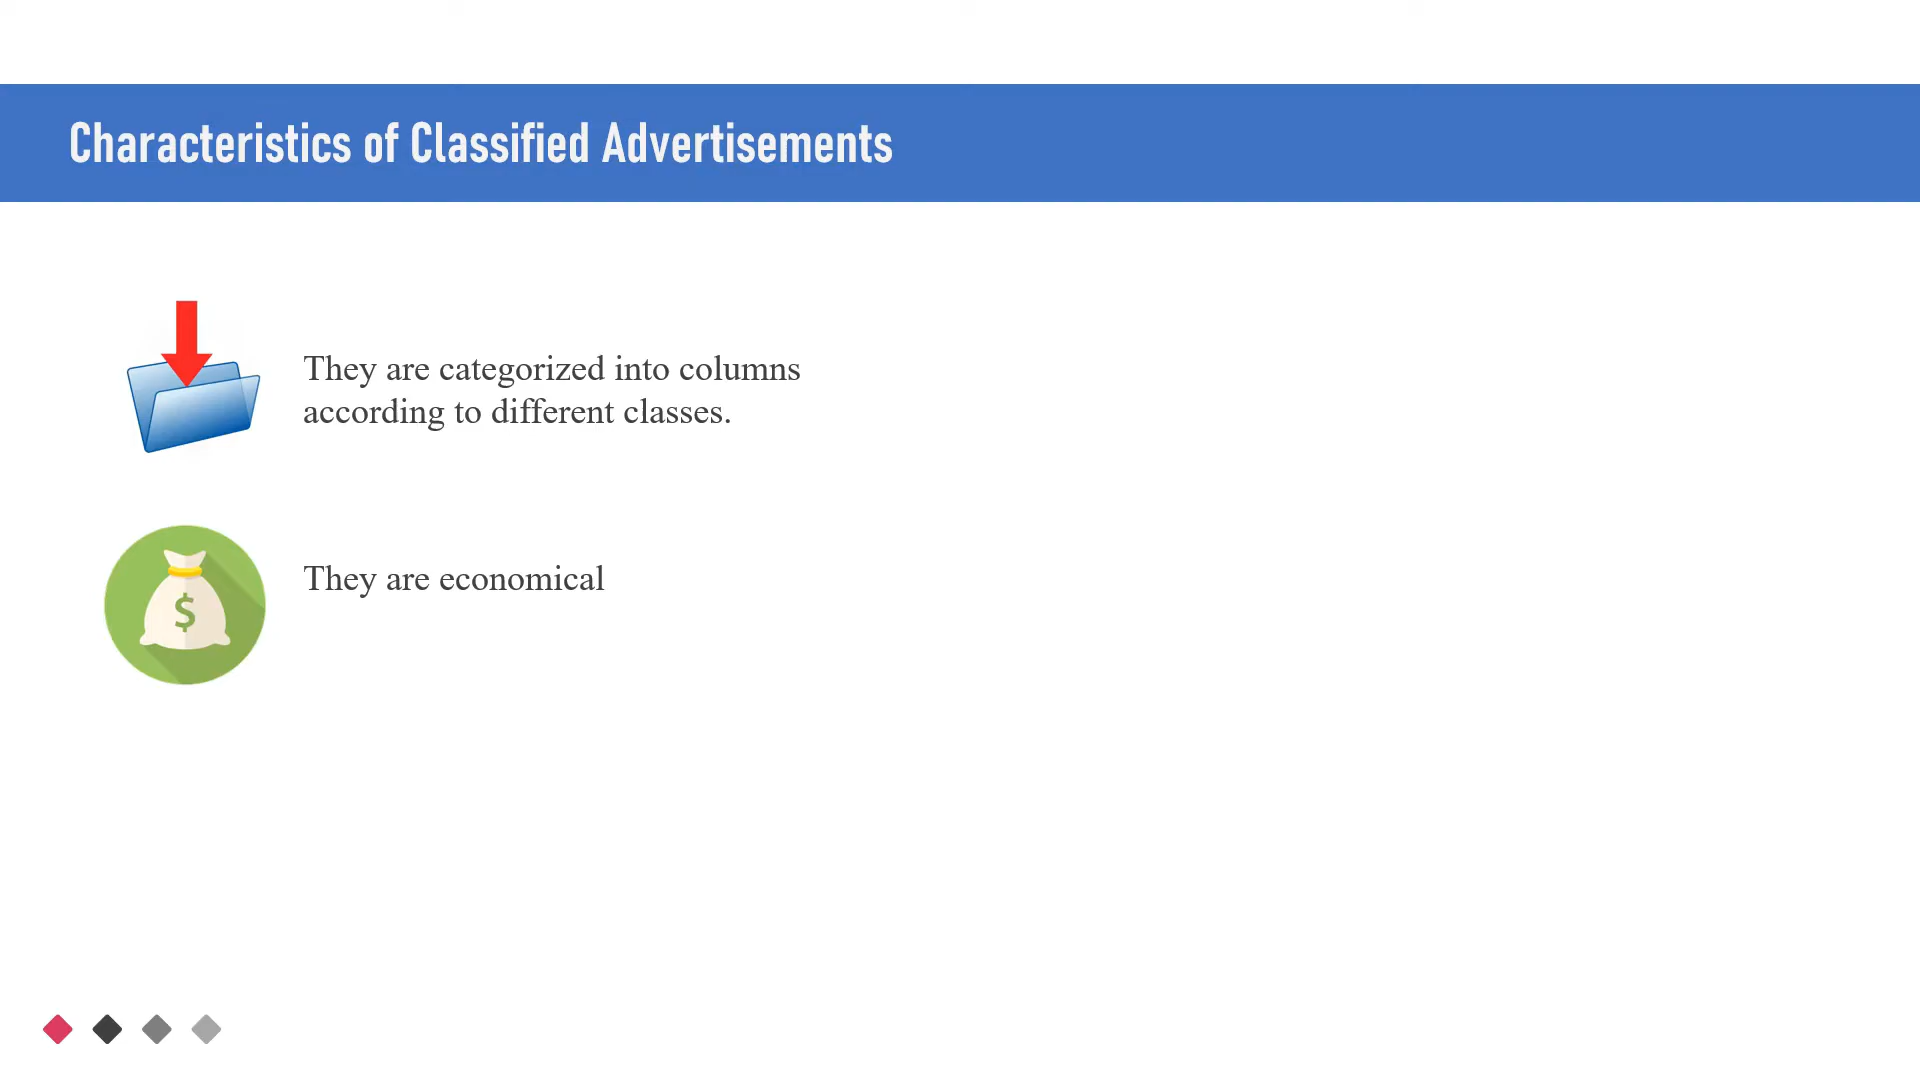 Characteristics of Classified Advertisements
They are categorized into columns
according to different classes.
$
They are economical